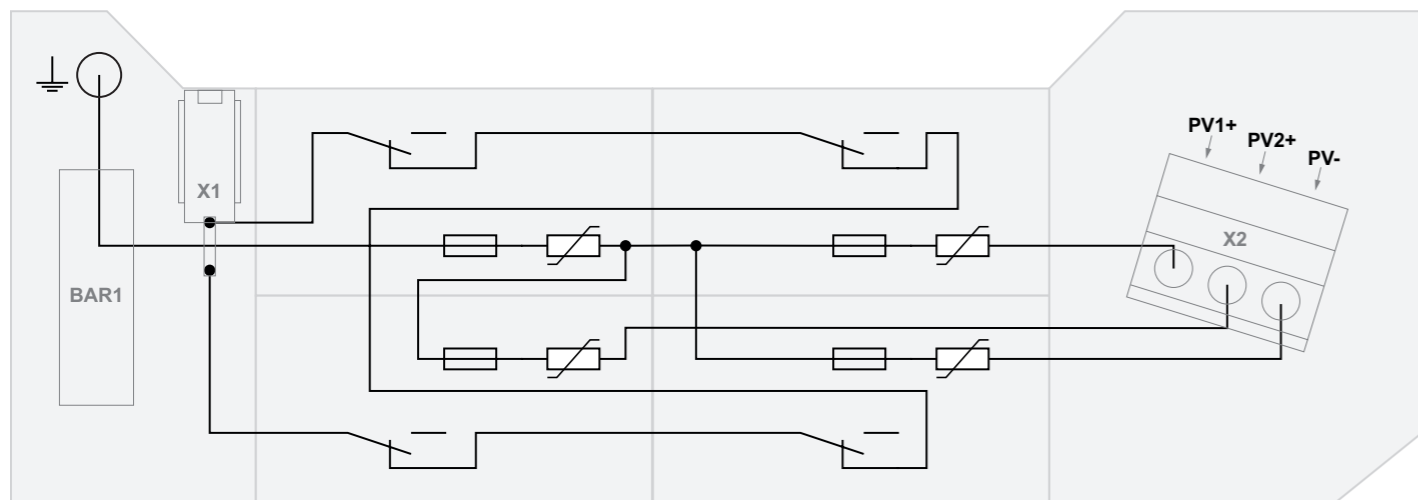 PV1+
PV2+
PV-
X1
X2
BAR1